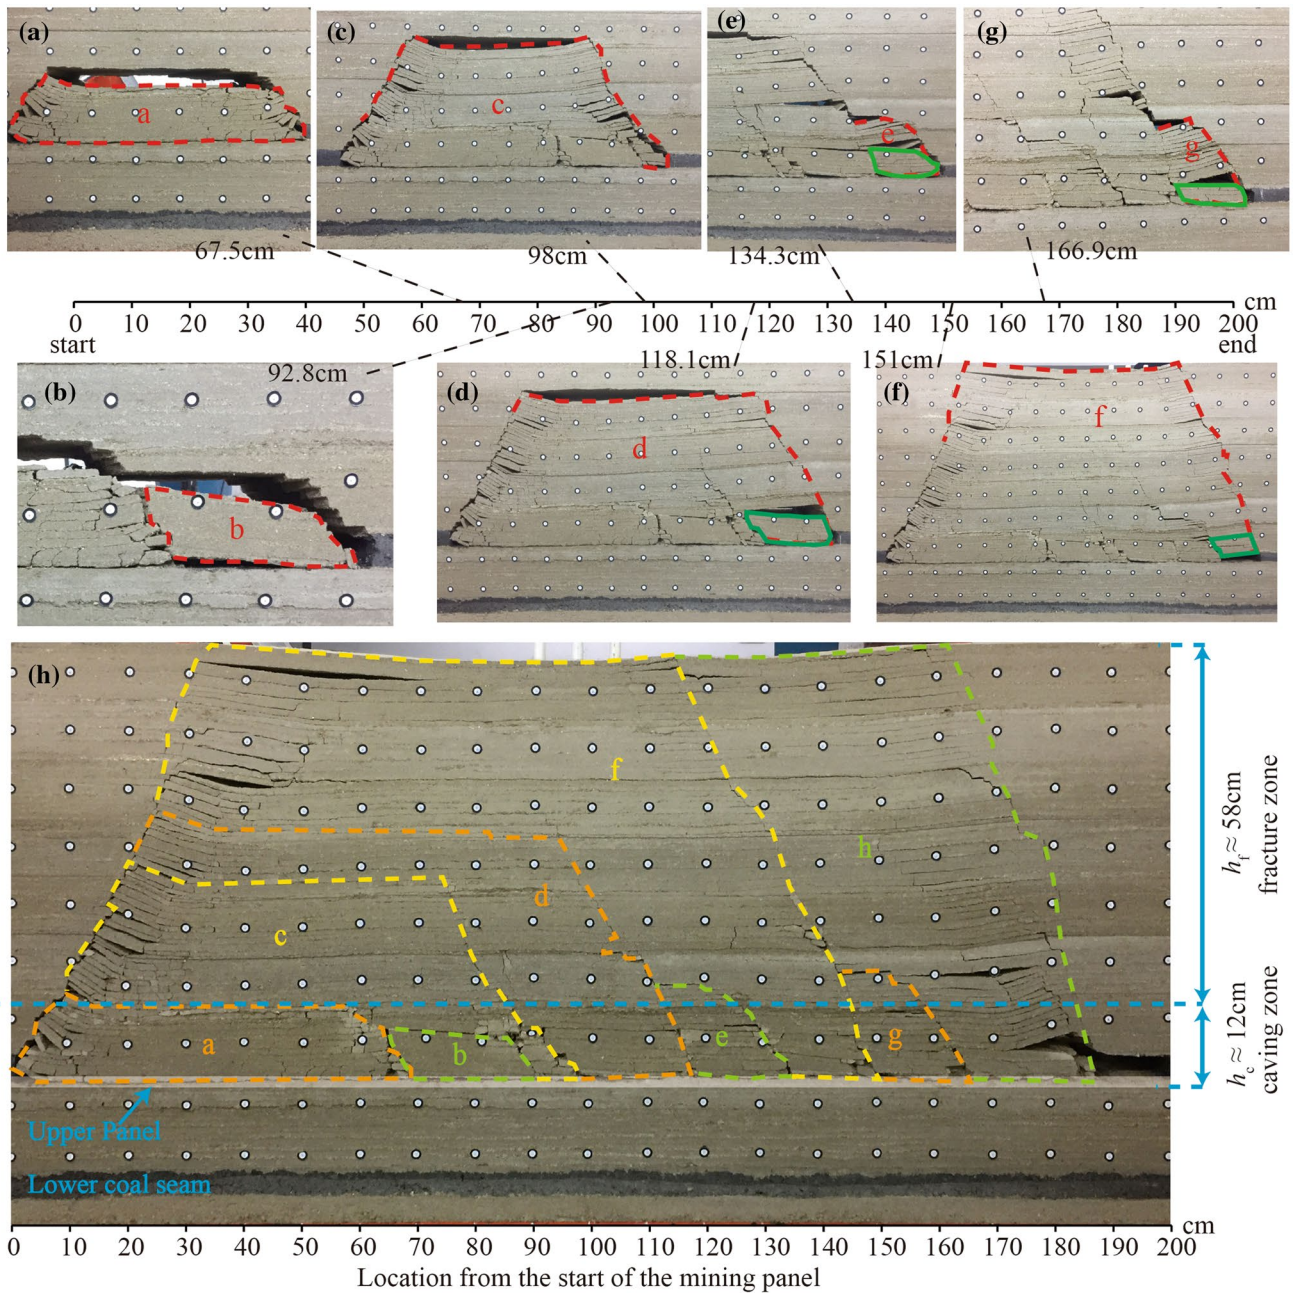 (a)
(c)
(e)
(g)
a
c
e
g
67.5cm
98cm
134.3cm
166.9cm
0 10 20 30 40 50 60 70 80 90 100 110 120 130 140 150 160 170 180 190 200 cm
start
end
92.8cm
118.1cm
151cm
(b)
(d)
(f)
b
d
f
(h)
f
h
d
c
a
b
e
g
h_f ≈ 58cm
fracture zone
h_c ≈ 12cm
caving zone
Upper Panel
Lower coal seam
0 10 20 30 40 50 60 70 80 90 100 110 120 130 140 150 160 170 180 190 200 cm
Location from the start of the mining panel